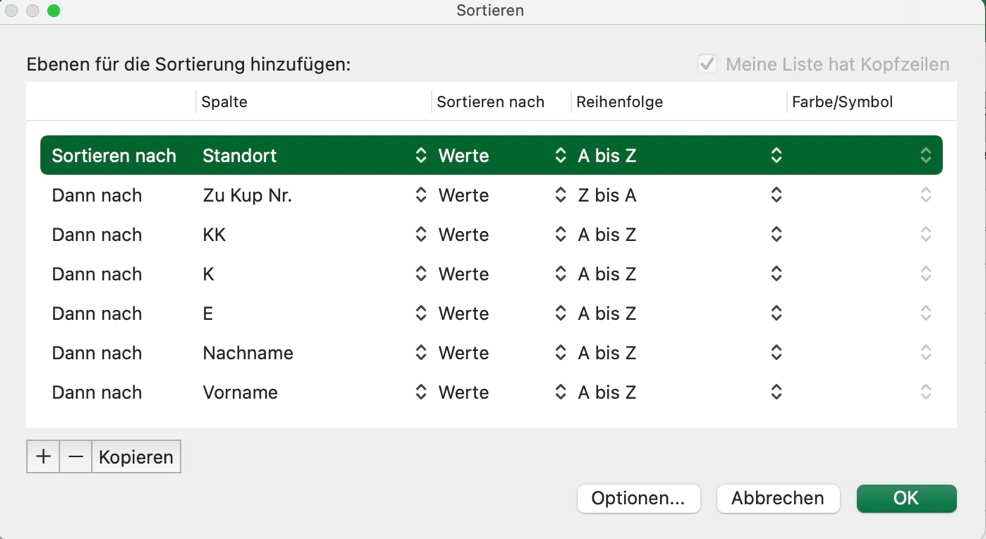 Sortieren
Ebenen für die Sortierung hinzufügen: Meine Liste hat Kopfzeilen
Spalte Sortieren nach Reihenfolge Farbe/Symbol
Sortieren nach Standort Werte A bis Z
Dann nach Zu Kup Nr. Werte Z bis A
Dann nach KK Werte A bis Z
Dann nach K Werte A bis Z
Dann nach E Werte A bis Z
Dann nach Nachname Werte A bis Z
Dann nach Vorname Werte A bis Z
+ − Kopieren
Optionen... Abbrechen OK